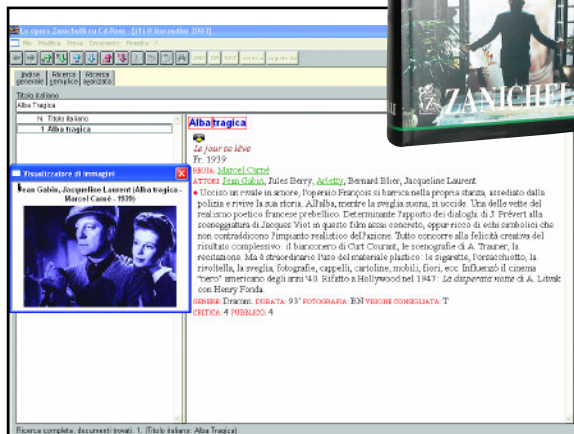 Le opere Zanichelli su Cd-Rom - [(1) Il Morandini 2003]
File Modifica Trova Documento Finestra ?
Indice generale
Ricerca semplice
Ricerca avanzata
Titolo italiano
Alba Tragica
N. Titolo italiano
1 Alba tragica
Visualizzatore di immagini
Jean Gabin, Jacqueline Laurent (Alba tragica -
Marcel Carné - 1939)
ZANICHEL
Alba tragica
Le jour se lève
Fr. 1939
REGIA: Marcel Carné
ATTORI: Jean Gabin, Jules Berry, Arletty, Bernard Blier, Jacqueline Laurent.
● Ucciso un rivale in amore, l'operaio François si barrica nella propria stanza, assediato dalla
polizia e rivive la sua storia. All'alba, mentre la sveglia suona, si uccide. Una delle vette del
realismo poetico francese prebellico. Determinante l'apporto dei dialoghi di J. Prévert alla
sceneggiatura di Jacques Viot in questo film assai concreto, eppur ricco di echi simbolici che
non contraddicono l'impianto realistico dell'azione. Tutto concorre alla felicità creativa del
risultato complessivo: il bianconero di Curt Courant, le scenografie di A. Trauner, la
recitazione. Ma è straordinario l'uso del materiale plastico: le sigarette, l'orsacchiotto, la
rivoltella, la sveglia, fotografie, cappelli, cartoline, mobili, fiori, ecc. Influenzò il cinema
"nero" americano degli anni '40. Rifatto a Hollywood nel 1947: La disperata notte di A. Litvak
con Henry Fonda.
GENERE: Dramm. DURATA: 93' FOTOGRAFIA: BN VISIONE CONSIGLIATA: T
CRITICA: 4 PUBBLICO: 4
Ricerca completa, documenti trovati: 1. (Titolo italiano: Alba Tragica)